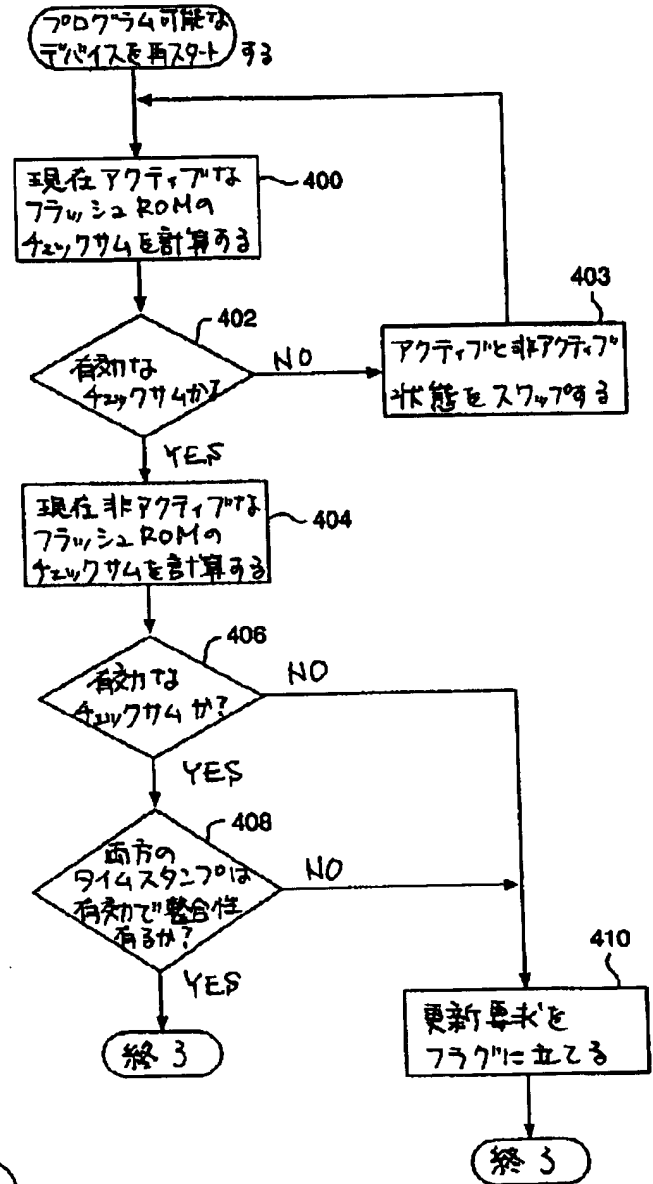 プログラム可能な
デバイスを再スタートする
現在アクティブな
フラッシュROMの
チェックサムを計算する
400
402
有効な
チェックサムか?
NO
403
アクティブと非アクティブ
状態をスワップする
YES
現在非アクティブな
フラッシュROMの
チェックサムを計算する
404
406
有効な
チェックサムか?
NO
YES
408
両方の
タイムスタンプは
有効で整合性
有るか?
NO
YES
終了
410
更新要求を
フラグに立てる
終了